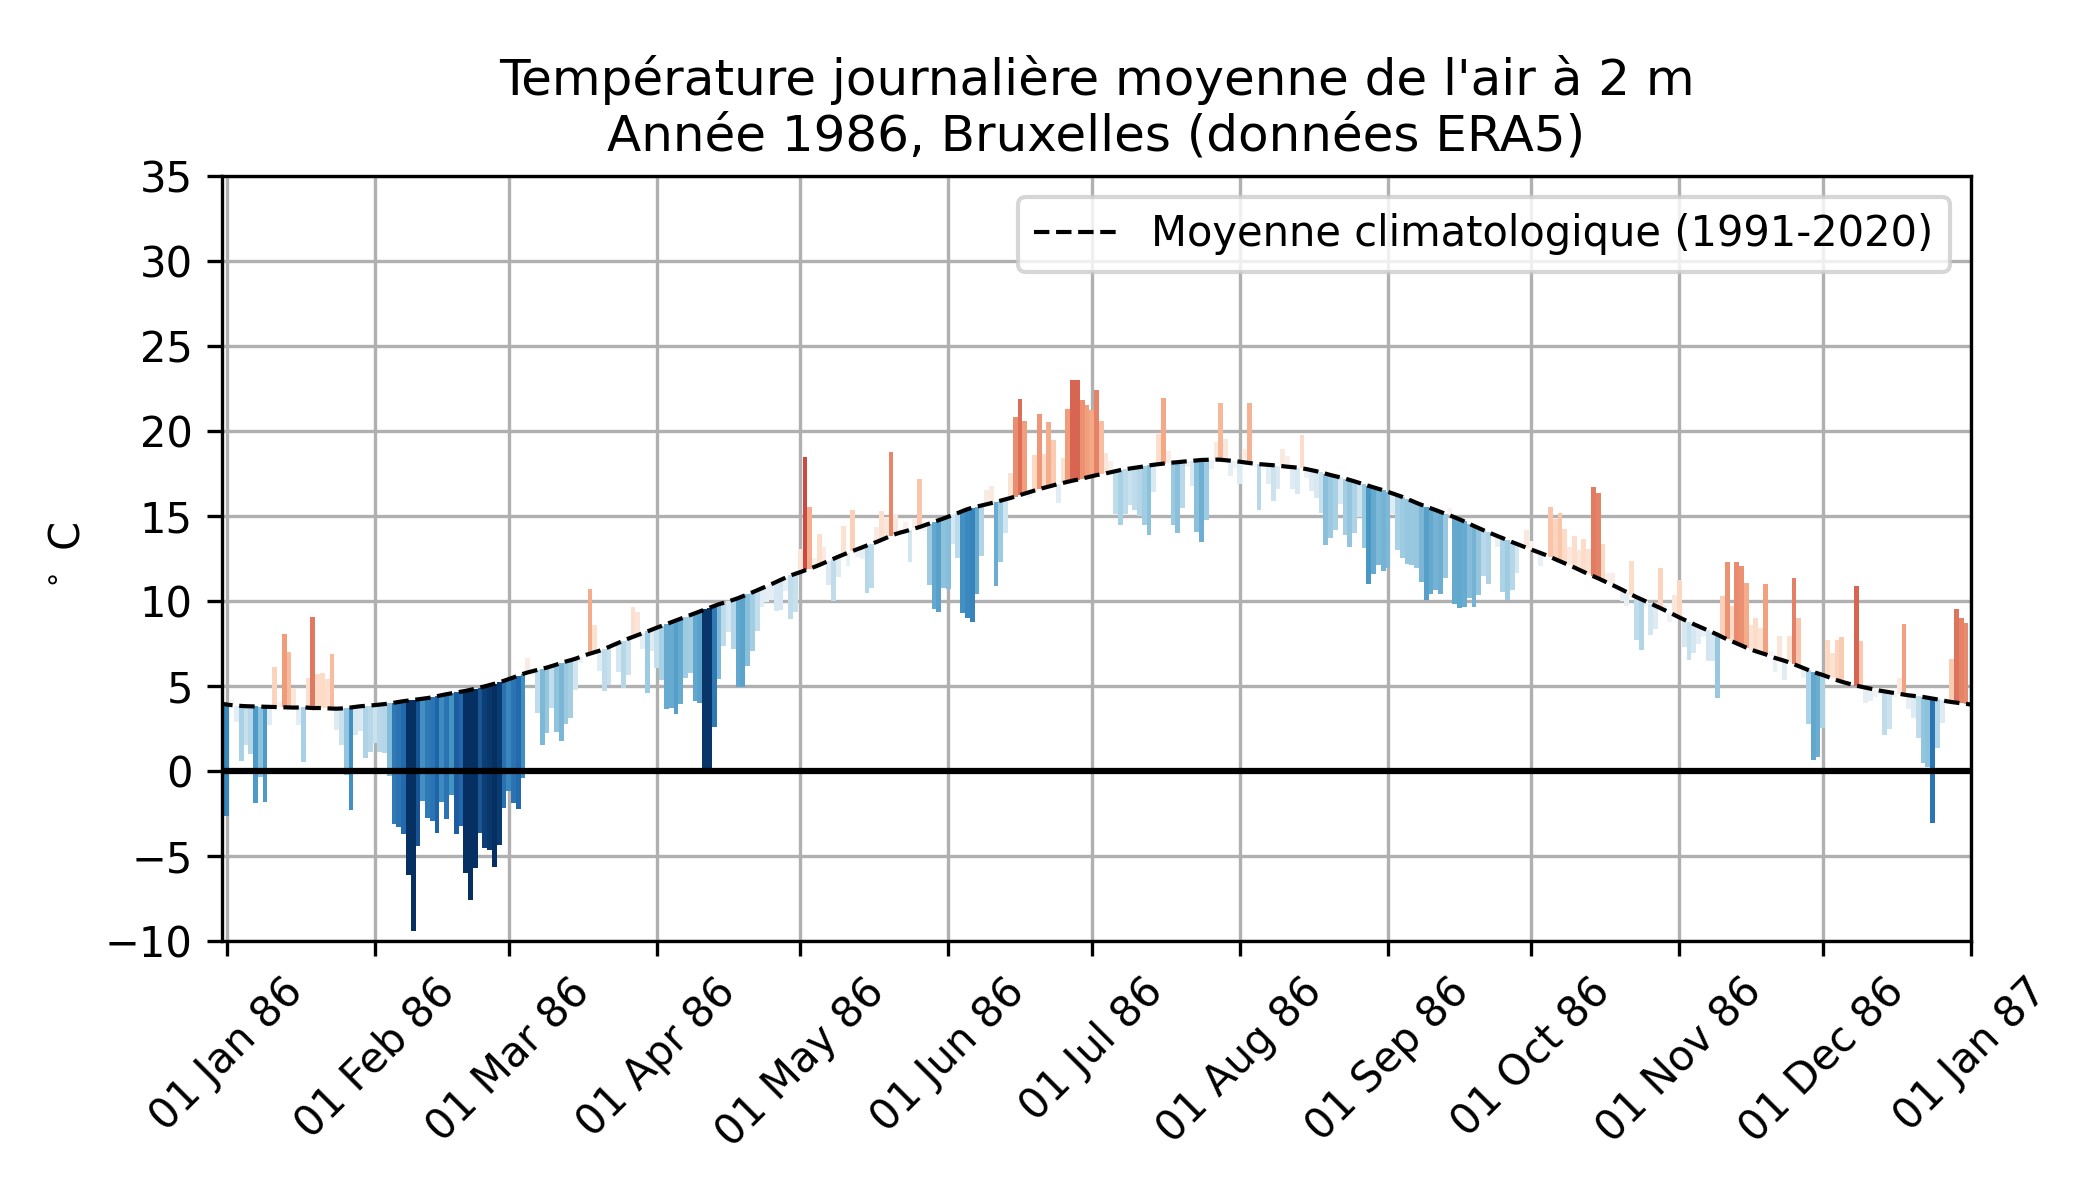 Température journalière moyenne de l'air à 2 m
Année 1986, Bruxelles (données ERA5)
Moyenne climatologique (1991-2020)
° C
35
30
25
20
15
10
5
0
−5
−10
01 Jan 86
01 Feb 86
01 Mar 86
01 Apr 86
01 May 86
01 Jun 86
01 Jul 86
01 Aug 86
01 Sep 86
01 Oct 86
01 Nov 86
01 Dec 86
01 Jan 87